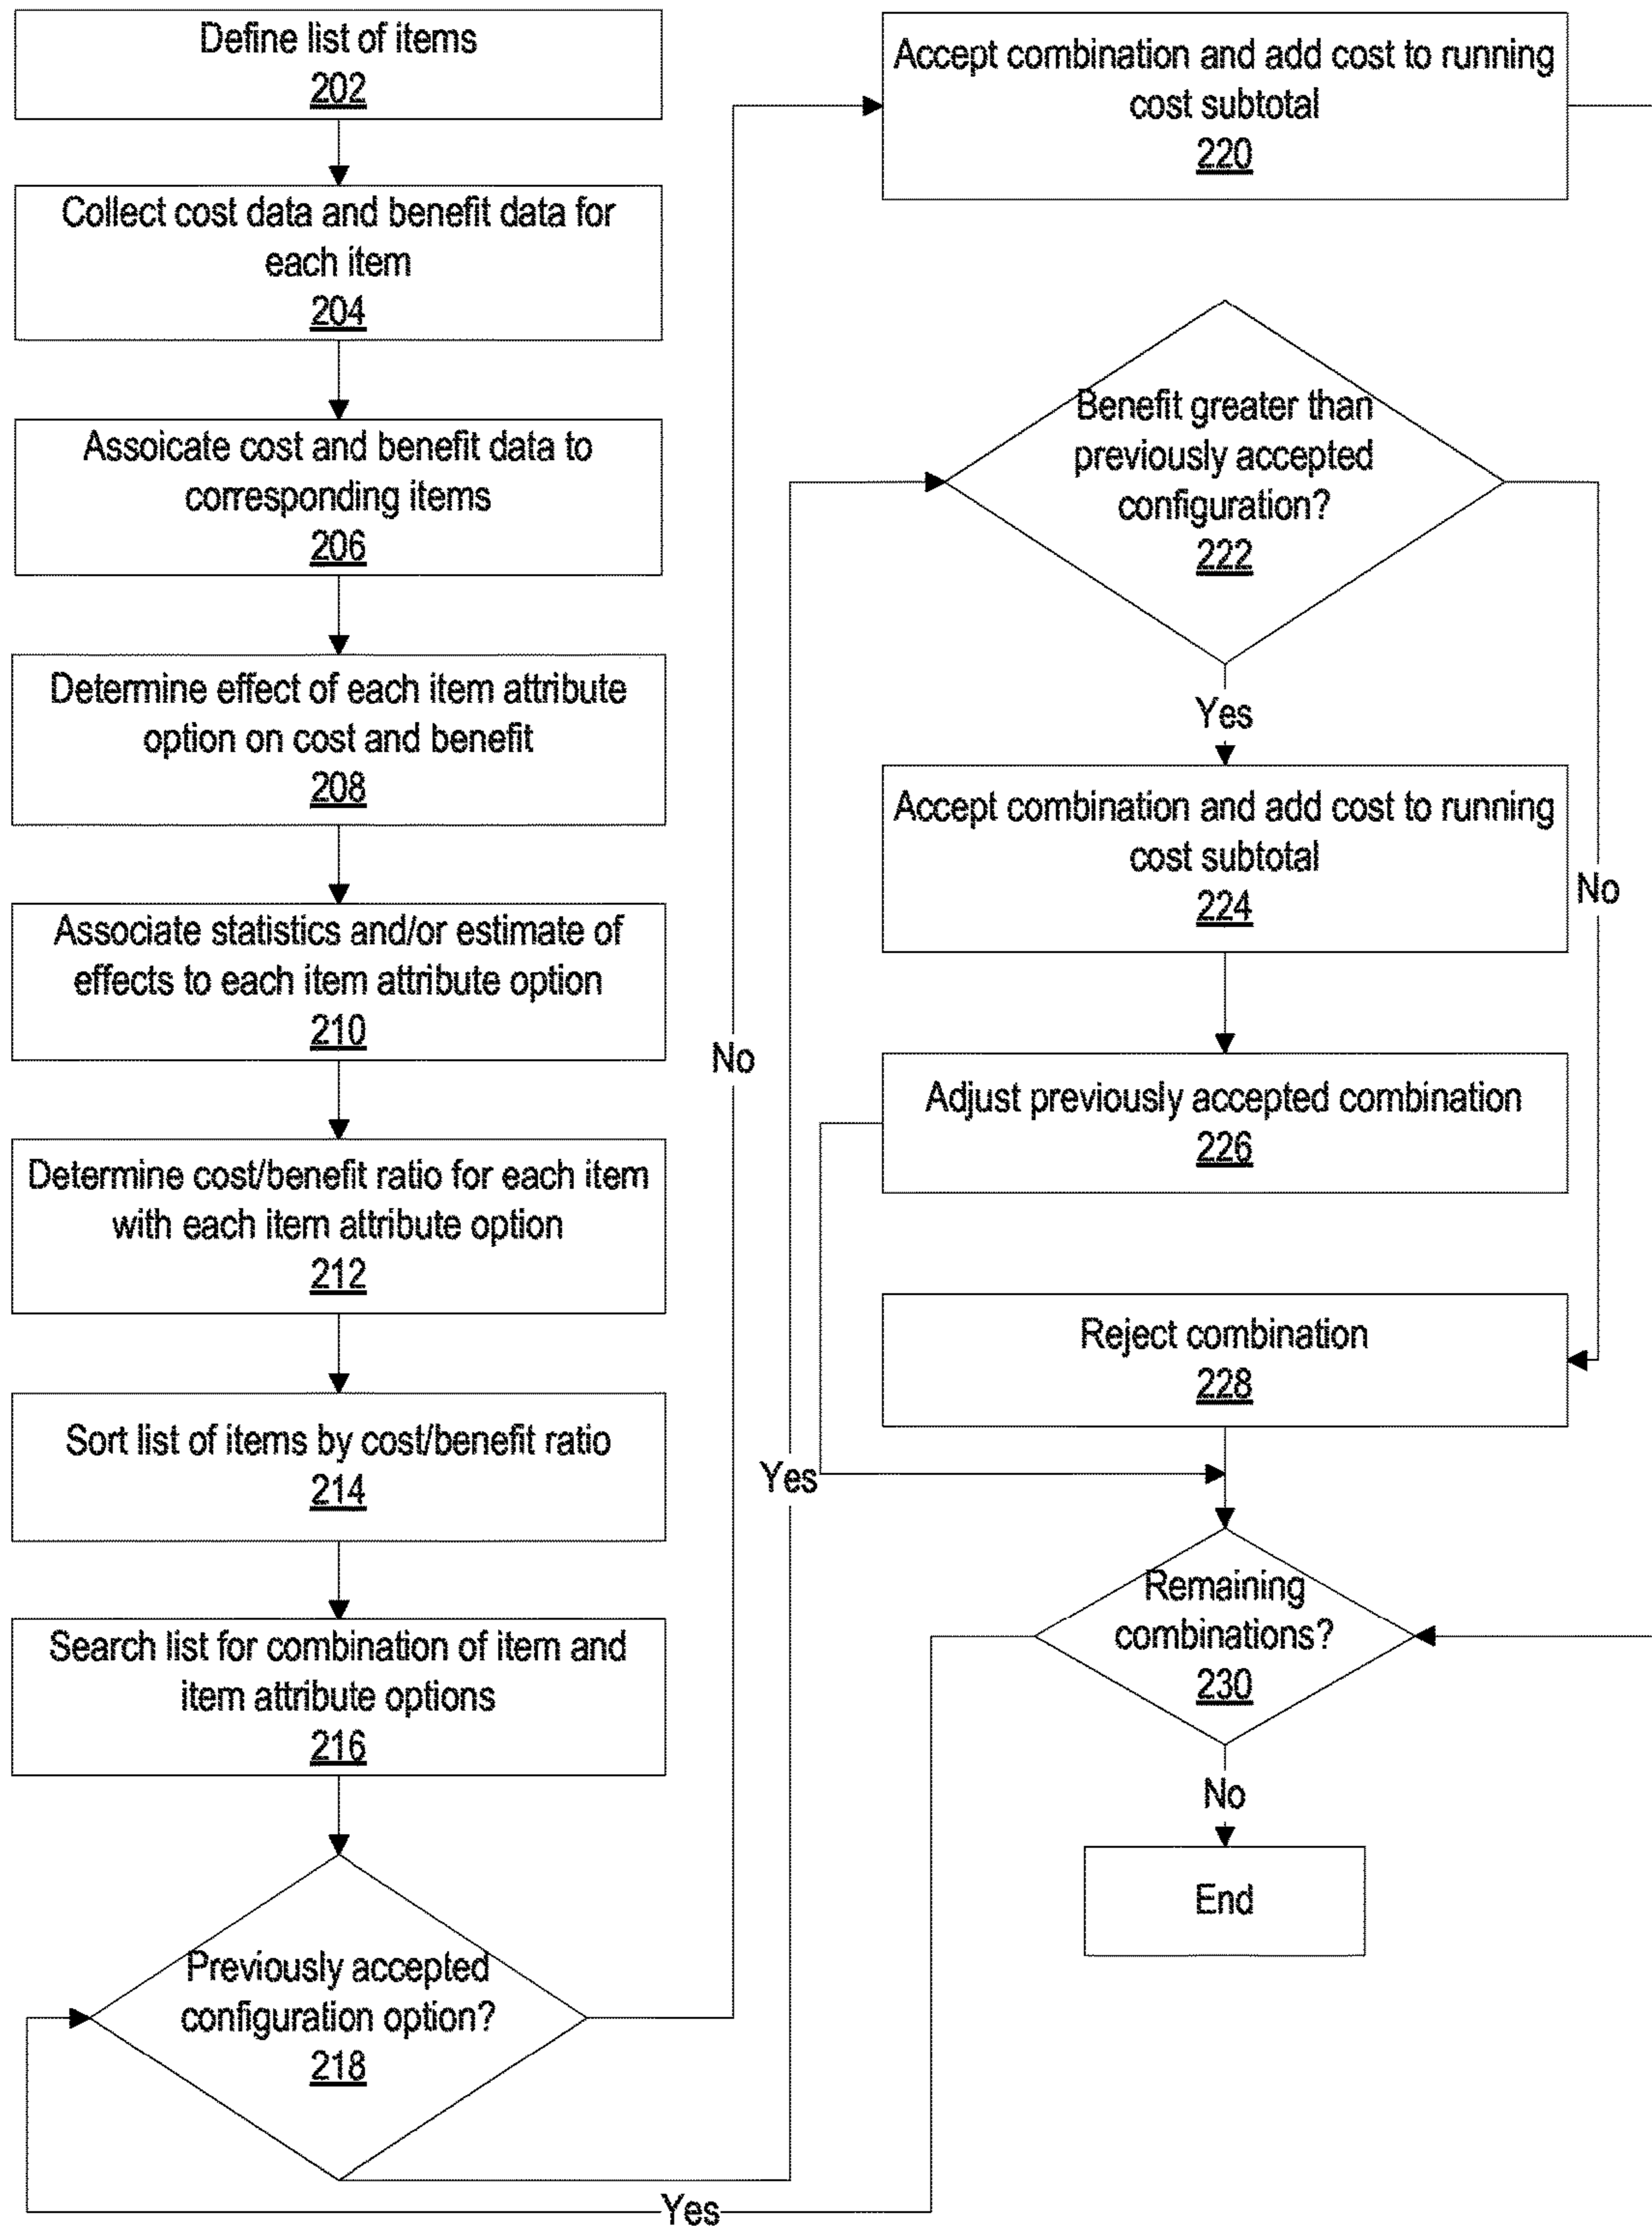 Define list of items
202
Collect cost data and benefit data for
each item
204
Assoicate cost and benefit data to
corresponding items
206
Determine effect of each item attribute
option on cost and benefit
208
Associate statistics and/or estimate of
effects to each item attribute option
210
Determine cost/benefit ratio for each item
with each item attribute option
212
Sort list of items by cost/benefit ratio
214
Search list for combination of item and
item attribute options
216
Previously accepted
configuration option?
218
No
Yes
Yes
Accept combination and add cost to running
cost subtotal
220
Benefit greater than
previously accepted
configuration?
222
Yes
No
Accept combination and add cost to running
cost subtotal
224
Adjust previously accepted combination
226
Reject combination
228
Remaining
combinations?
230
No
End